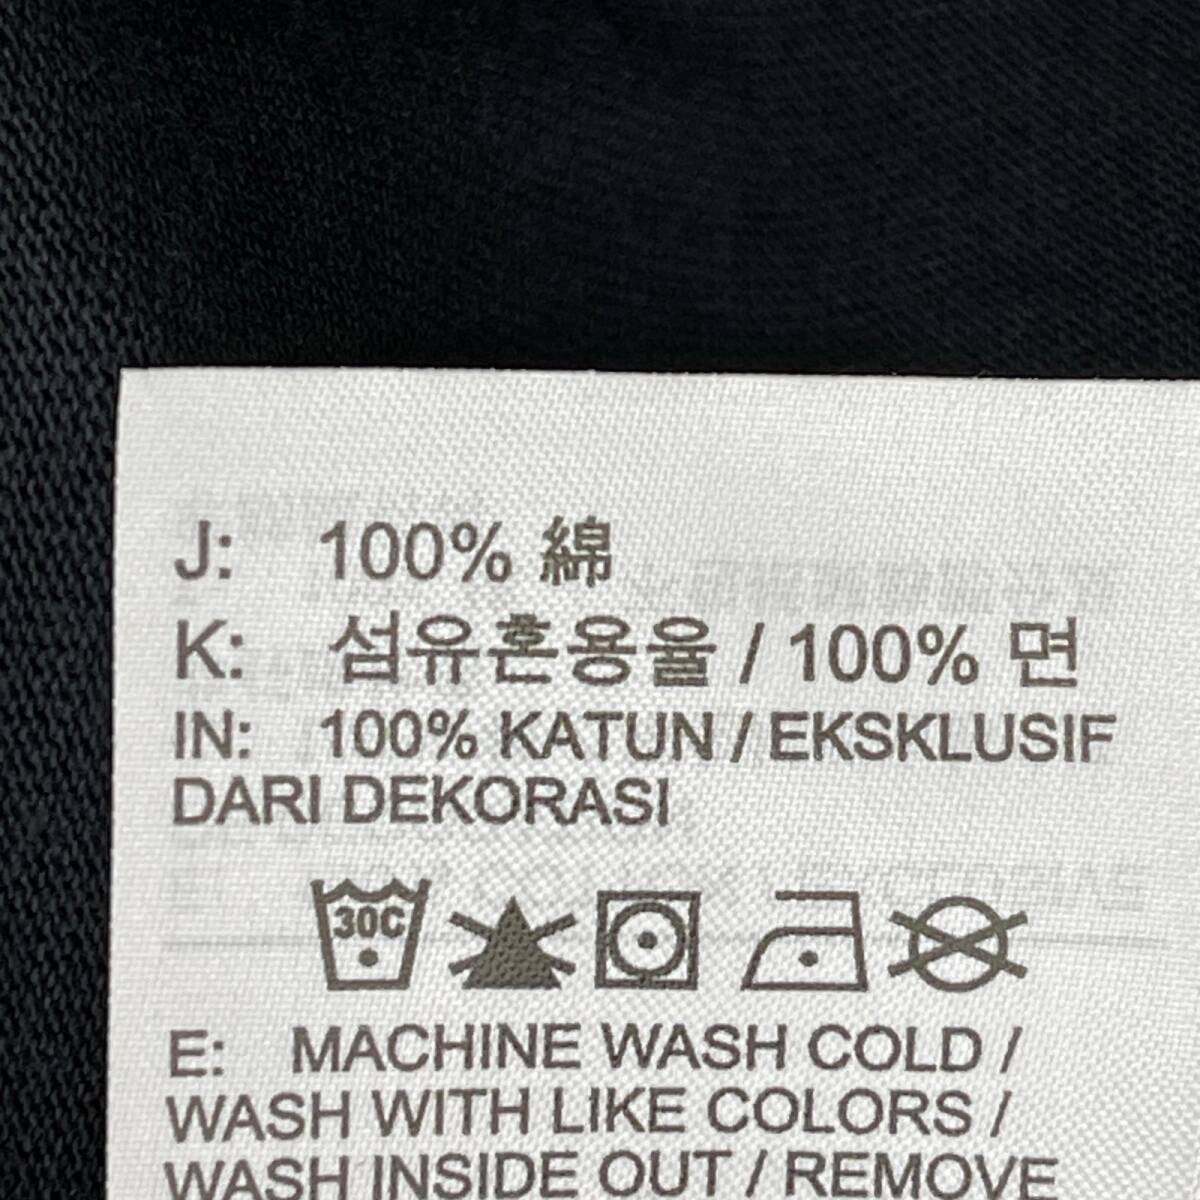 J: 100% 綿
K: 섬유혼용율 / 100% 면
IN: 100% KATUN / EKSKLUSIF
DARI DEKORASI
30C
E: MACHINE WASH COLD /
WASH WITH LIKE COLORS /
WASH INSIDE OUT / REMOVE